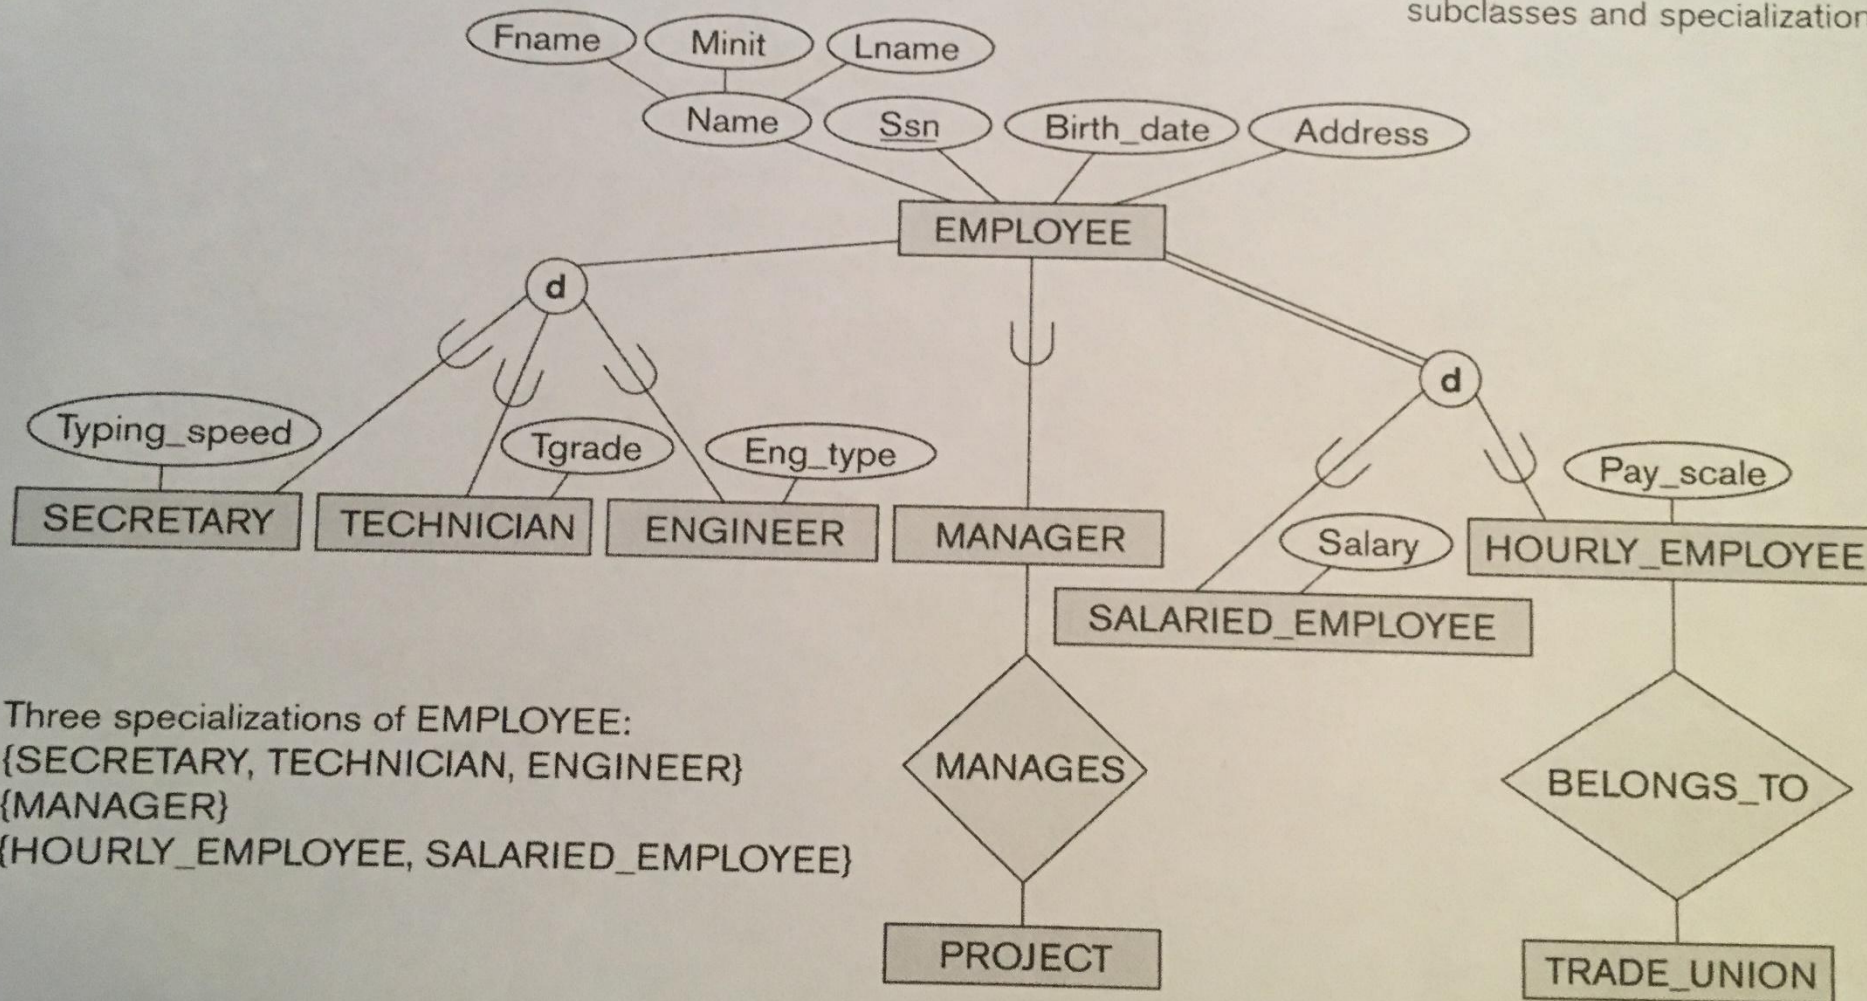 subclasses and specialization
Fname Minit Lname
Name Ssn Birth_date Address
EMPLOYEE
d
d
Typing_speed Tgrade Eng_type Pay_scale
SECRETARY TECHNICIAN ENGINEER MANAGER Salary HOURLY_EMPLOYEE
SALARIED_EMPLOYEE
Three specializations of EMPLOYEE:
{SECRETARY, TECHNICIAN, ENGINEER}
{MANAGER}
{HOURLY_EMPLOYEE, SALARIED_EMPLOYEE}
MANAGES BELONGS_TO
PROJECT TRADE_UNION